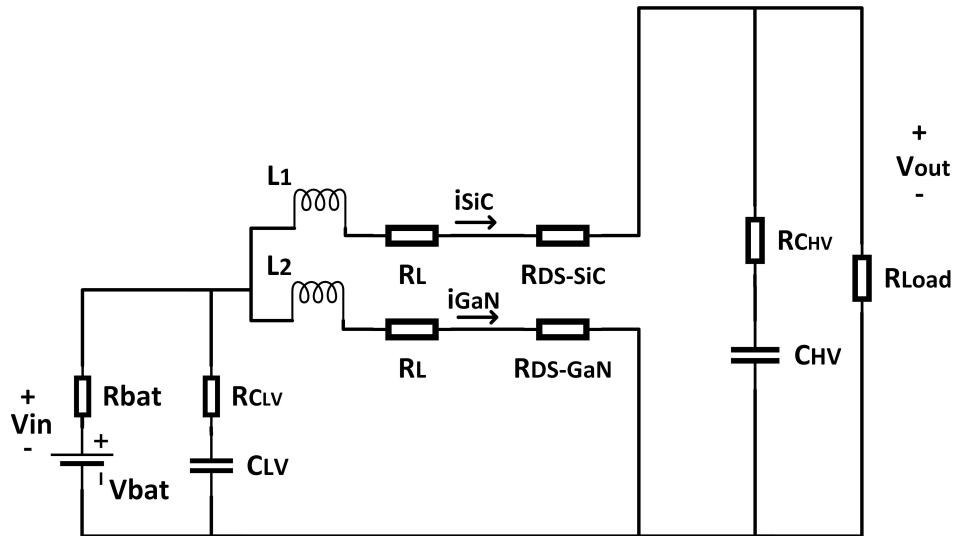 +
Vout
-
L1
iSiC
RL
RDS-SiC
RCHV
RLoad
L2
iGaN
RL
RDS-GaN
CHV
+
Vin
-
Rbat
RCLV
+
-
Vbat
CLV